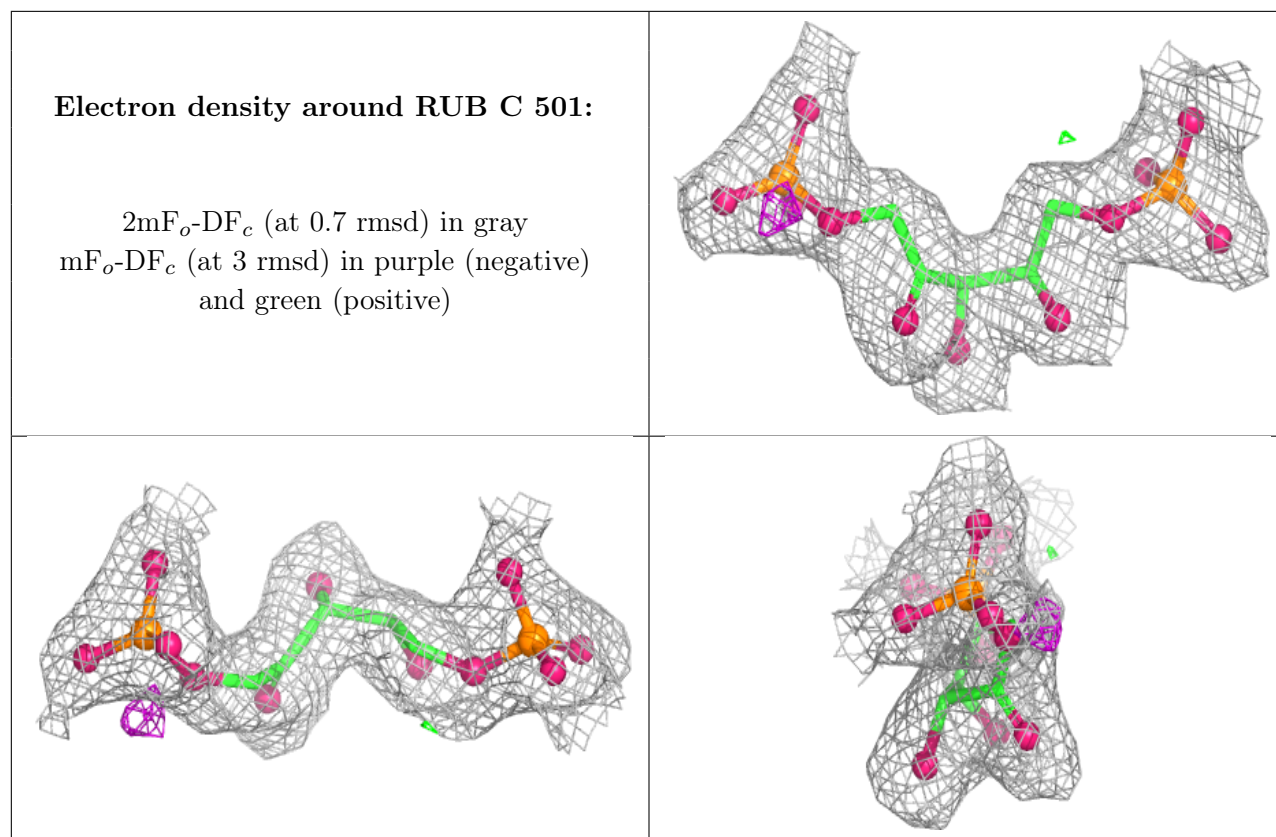 Electron density around RUB C 501:
2mFₒ-DF𝒸 (at 0.7 rmsd) in gray
mFₒ-DF𝒸 (at 3 rmsd) in purple (negative)
and green (positive)